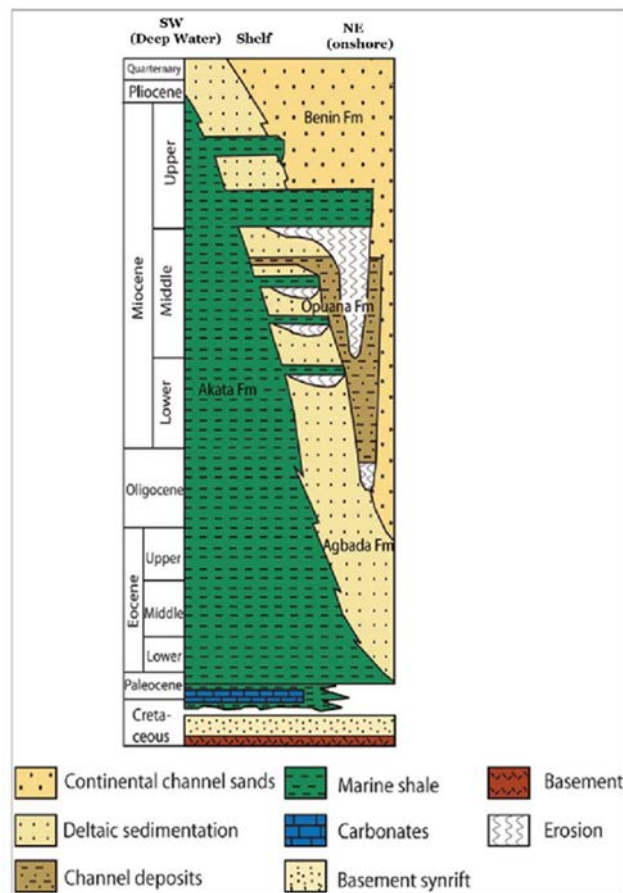 SW
(Deep Water)
Shelf
NE
(onshore)
Quarternary
Pliocene
Miocene
Upper
Middle
Lower
Oligocene
Eocene
Upper
Middle
Lower
Paleocene
Creta-
ceous
Benin Fm
Opuana Fm
Akata Fm
Agbada Fm
Continental channel sands
Marine shale
Basement
Deltaic sedimentation
Carbonates
Erosion
Channel deposits
Basement synrift